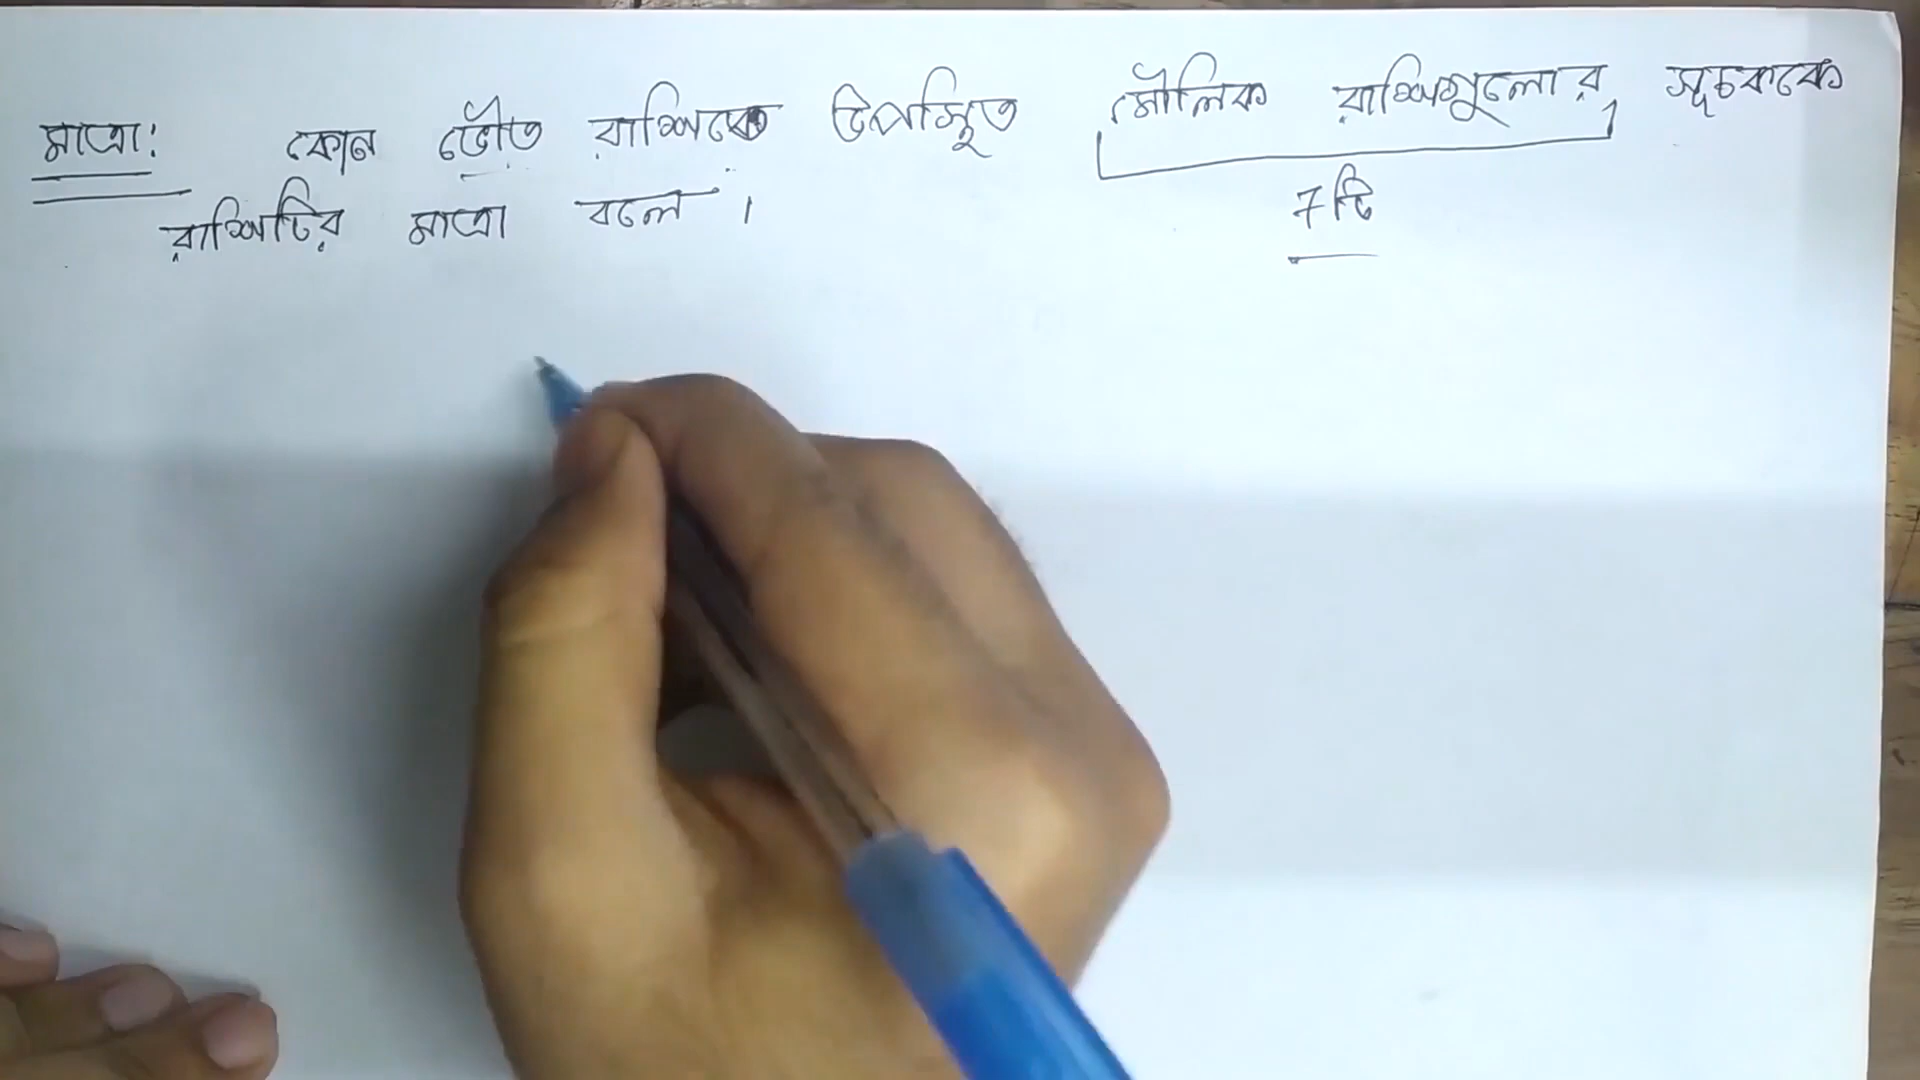 মাত্রা: কোন ভৌত রাশিতে উপস্থিত মৌলিক রাশিগুলোর সূচককে
রাশিটির মাত্রা বলে ।
7টি